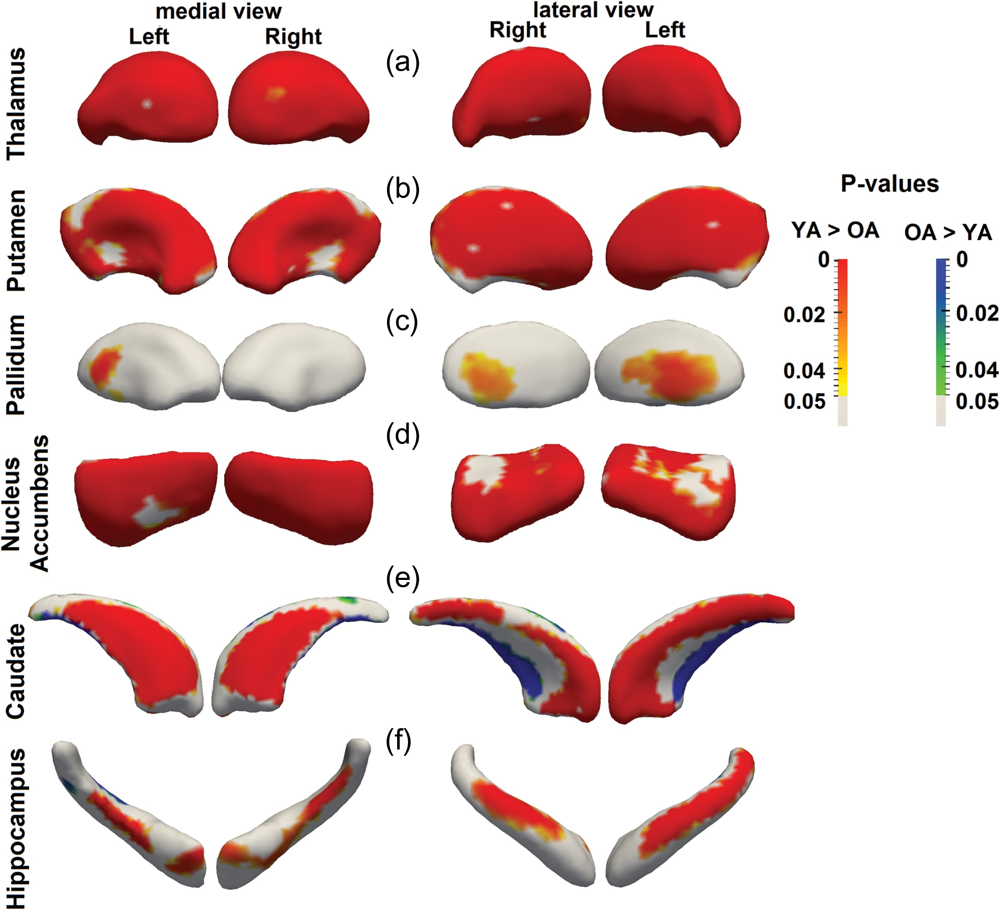 medial view
lateral view
Left
Right
Right
Left
Thalamus
(a)
Putamen
(b)
P-values
YA > OA
OA > YA
0
0
0.02
0.02
0.04
0.04
0.05
0.05
Pallidum
(c)
Nucleus
Accumbens
(d)
Caudate
(e)
Hippocampus
(f)